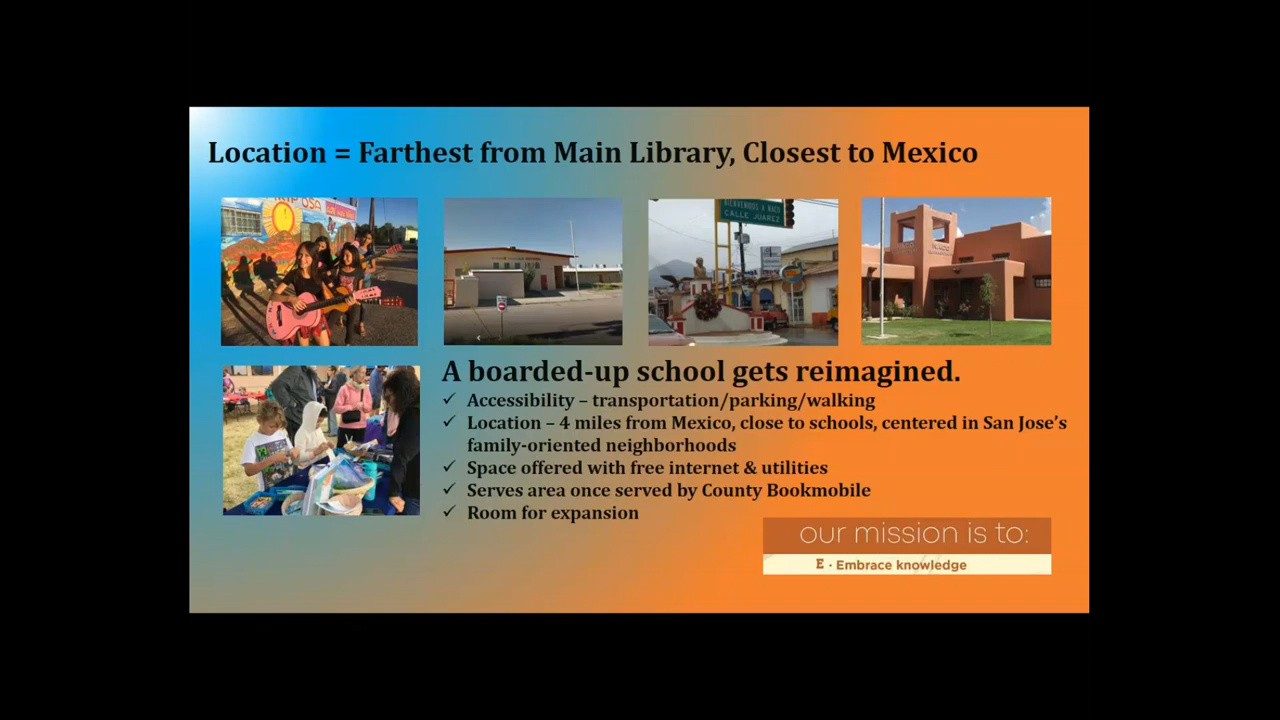 Location = Farthest from Main Library, Closest to Mexico
BIENVENIDOS A NACO
CALLE JUAREZ
A boarded-up school gets reimagined.
✓ Accessibility – transportation/parking/walking
✓ Location – 4 miles from Mexico, close to schools, centered in San Jose's
family-oriented neighborhoods
✓ Space offered with free internet & utilities
✓ Serves area once served by County Bookmobile
✓ Room for expansion
our mission is to:
E · Embrace knowledge